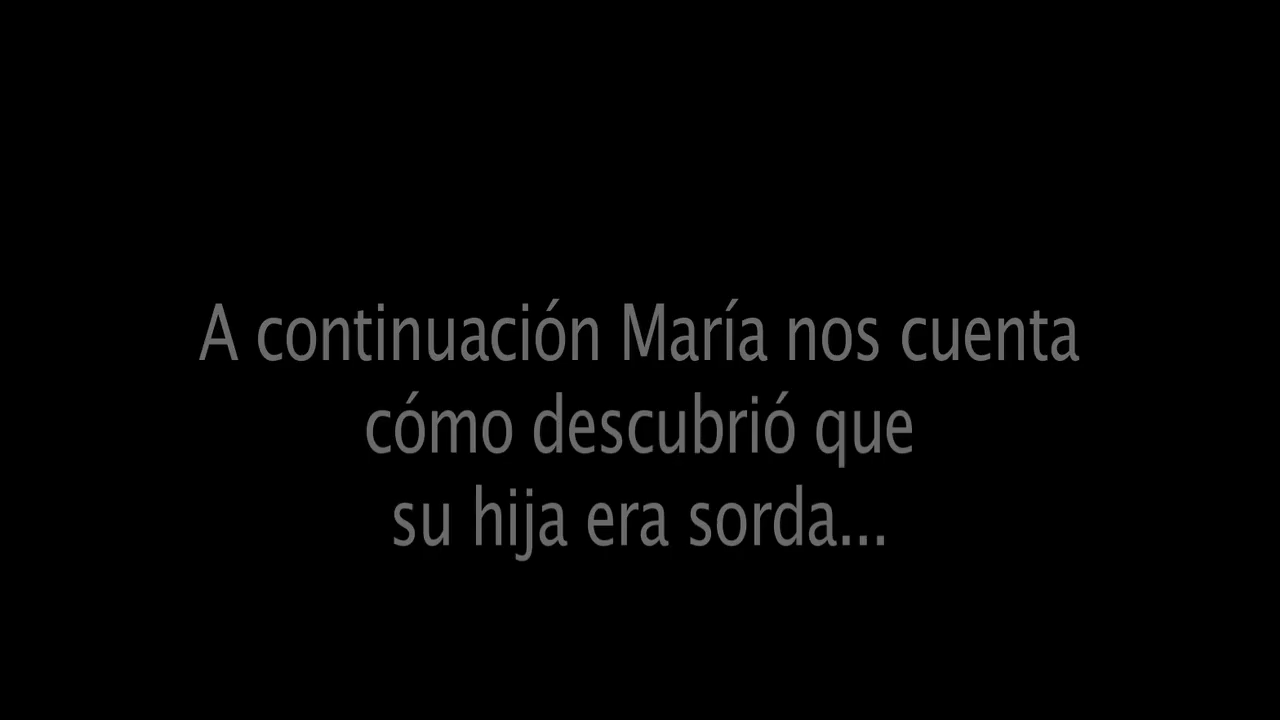 A continuación María nos cuenta
cómo descubrió que
su hija era sorda...